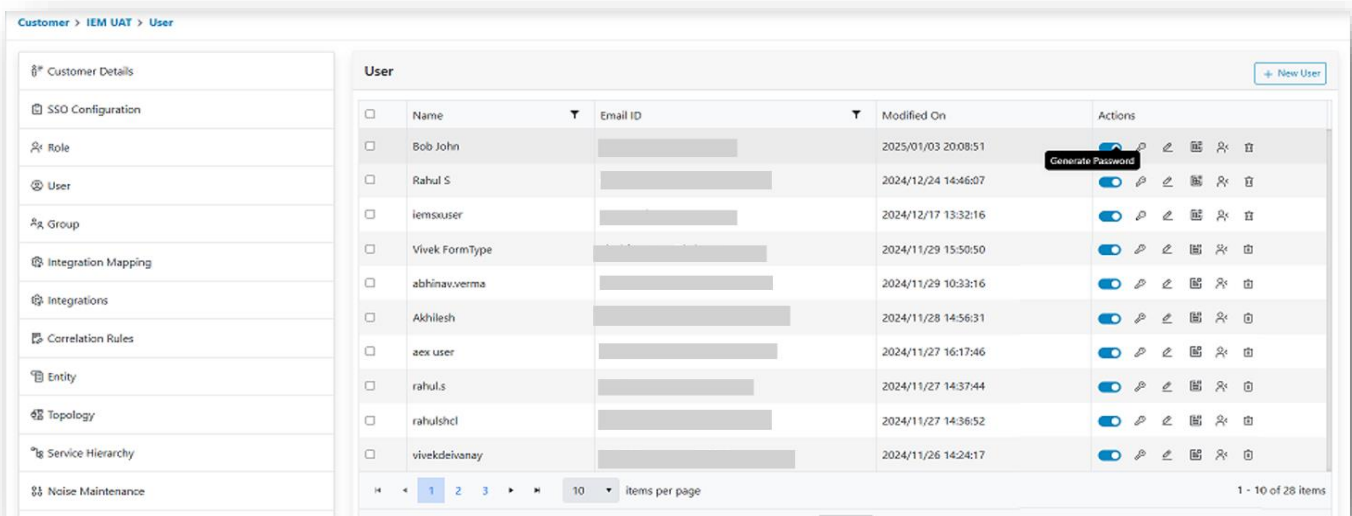 Customer > IEM UAT > User
Customer Details
SSO Configuration
Role
User
Group
Integration Mapping
Integrations
Correlation Rules
Entity
Topology
Service Hierarchy
Noise Maintenance
User
+ New User
Name Email ID Modified On Actions
Bob John 2025/01/03 20:08:51
Generate Password
Rahul S 2024/12/24 14:46:07
iemsxuser 2024/12/17 13:32:16
Vivek FormType 2024/11/29 15:50:50
abhinav.verma 2024/11/29 10:33:16
Akhilesh 2024/11/28 14:56:31
aex user 2024/11/27 16:17:46
rahul.s 2024/11/27 14:37:44
rahulshcl 2024/11/27 14:36:52
vivekdeivanay 2024/11/26 14:24:17
1 2 3 10 items per page 1 - 10 of 28 items